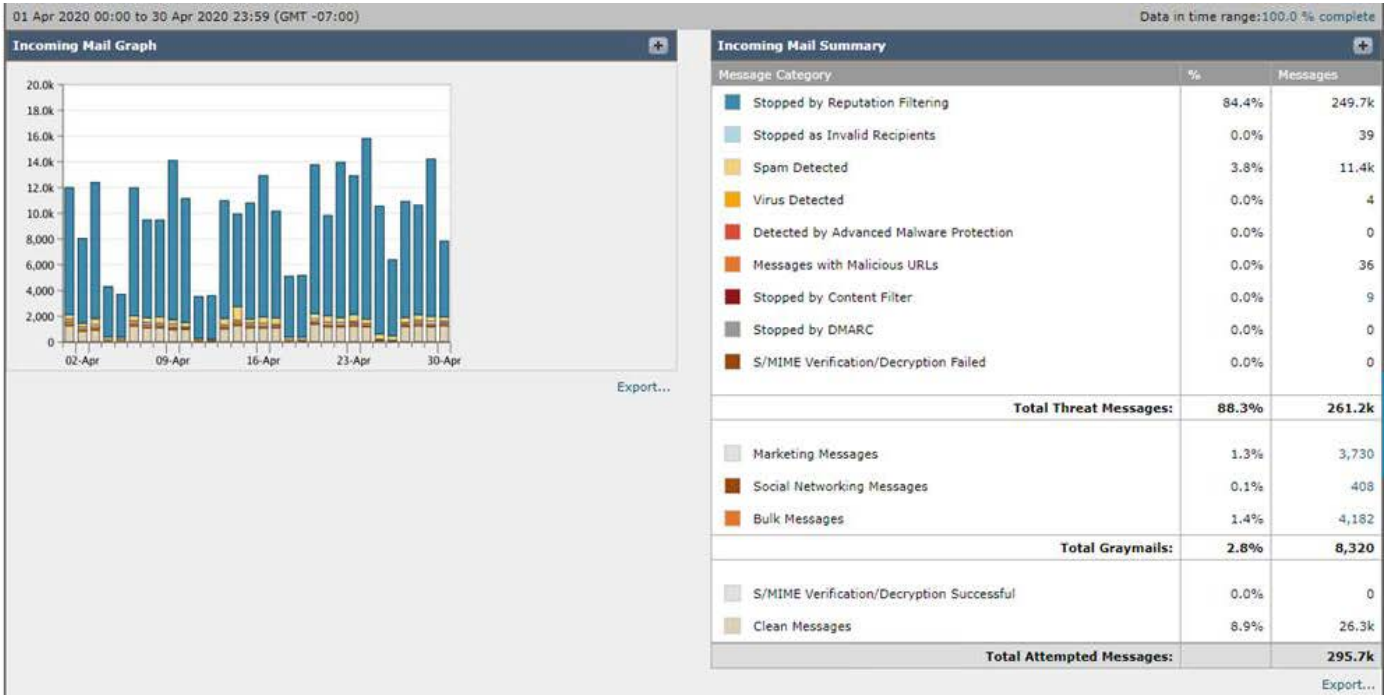 01 Apr 2020 00:00 to 30 Apr 2020 23:59 (GMT -07:00)
Data in time range:100.0 % complete
Incoming Mail Graph
20.0k
18.0k
16.0k
14.0k
12.0k
10.0k
8,000
6,000
4,000
2,000
0
02-Apr 09-Apr 16-Apr 23-Apr 30-Apr
Export...
Incoming Mail Summary
Message Category % Messages
Stopped by Reputation Filtering 84.4% 249.7k
Stopped as Invalid Recipients 0.0% 39
Spam Detected 3.8% 11.4k
Virus Detected 0.0% 4
Detected by Advanced Malware Protection 0.0% 0
Messages with Malicious URLs 0.0% 36
Stopped by Content Filter 0.0% 9
Stopped by DMARC 0.0% 0
S/MIME Verification/Decryption Failed 0.0% 0
Total Threat Messages: 88.3% 261.2k
Marketing Messages 1.3% 3,730
Social Networking Messages 0.1% 408
Bulk Messages 1.4% 4,182
Total Graymails: 2.8% 8,320
S/MIME Verification/Decryption Successful 0.0% 0
Clean Messages 8.9% 26.3k
Total Attempted Messages: 295.7k
Export...